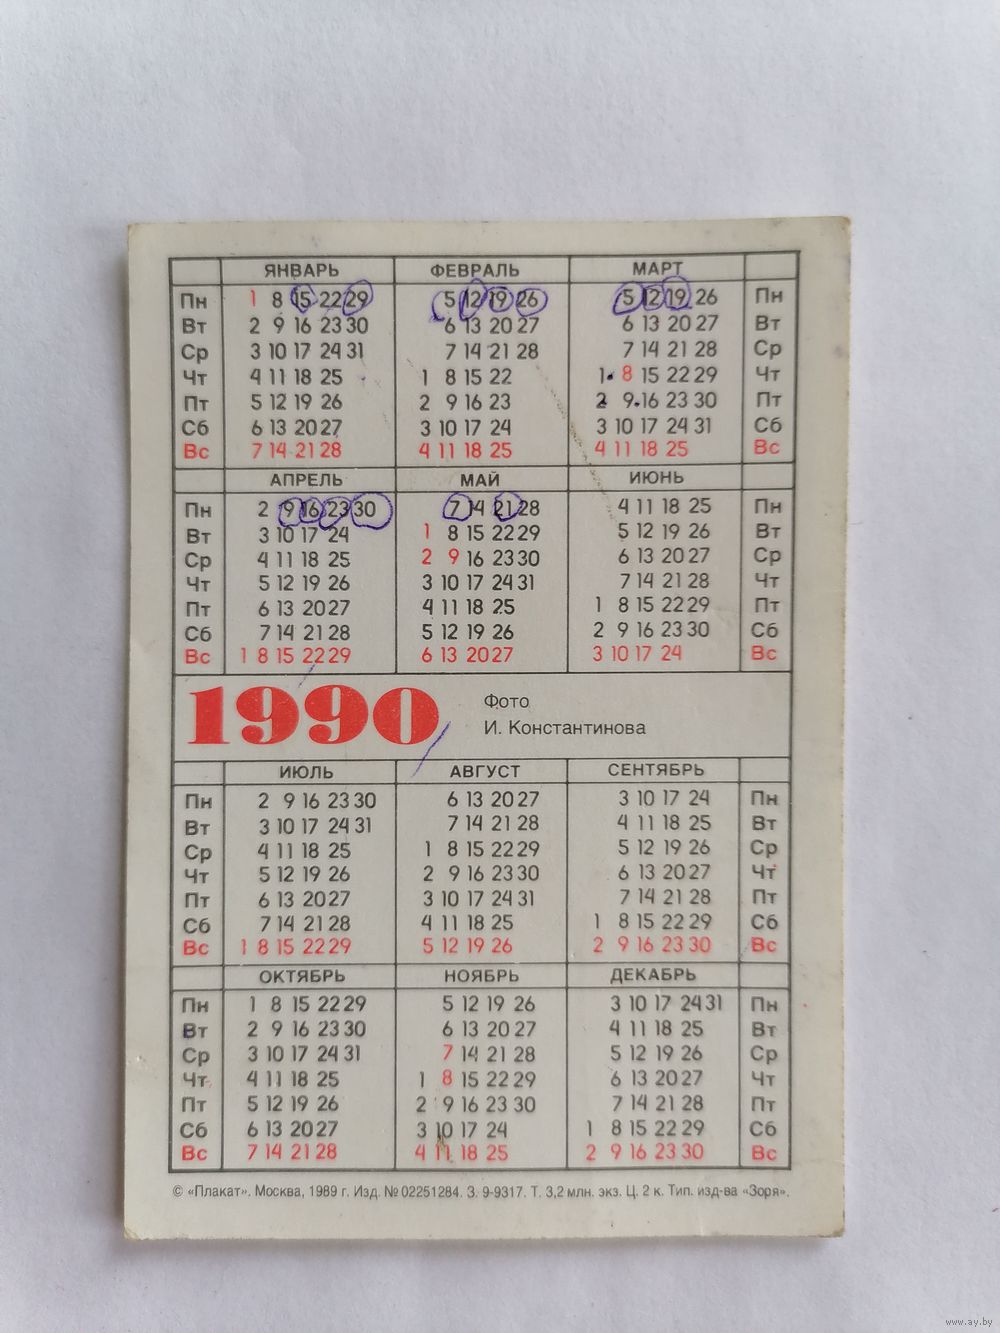 ЯНВАРЬ ФЕВРАЛЬ МАРТ
Пн 1 8 15 22 29 5 12 19 26 5 12 19 26 Пн
Вт 2 9 16 23 30 6 13 20 27 6 13 20 27 Вт
Ср 3 10 17 24 31 7 14 21 28 7 14 21 28 Ср
Чт 4 11 18 25 1 8 15 22 1 8 15 22 29 Чт
Пт 5 12 19 26 2 9 16 23 2 9 16 23 30 Пт
Сб 6 13 20 27 3 10 17 24 3 10 17 24 31 Сб
Вс 7 14 21 28 4 11 18 25 4 11 18 25 Вс
АПРЕЛЬ МАЙ ИЮНЬ
Пн 2 9 16 23 30 7 14 21 28 4 11 18 25 Пн
Вт 3 10 17 24 1 8 15 22 29 5 12 19 26 Вт
Ср 4 11 18 25 2 9 16 23 30 6 13 20 27 Ср
Чт 5 12 19 26 3 10 17 24 31 7 14 21 28 Чт
Пт 6 13 20 27 4 11 18 25 1 8 15 22 29 Пт
Сб 7 14 21 28 5 12 19 26 2 9 16 23 30 Сб
Вс 1 8 15 22 29 6 13 20 27 3 10 17 24 Вс
1990
Фото
И. Константинова
ИЮЛЬ АВГУСТ СЕНТЯБРЬ
Пн 2 9 16 23 30 6 13 20 27 3 10 17 24 Пн
Вт 3 10 17 24 31 7 14 21 28 4 11 18 25 Вт
Ср 4 11 18 25 1 8 15 22 29 5 12 19 26 Ср
Чт 5 12 19 26 2 9 16 23 30 6 13 20 27 Чт
Пт 6 13 20 27 3 10 17 24 31 7 14 21 28 Пт
Сб 7 14 21 28 4 11 18 25 1 8 15 22 29 Сб
Вс 1 8 15 22 29 5 12 19 26 2 9 16 23 30 Вс
ОКТЯБРЬ НОЯБРЬ ДЕКАБРЬ
Пн 1 8 15 22 29 5 12 19 26 3 10 17 24 31 Пн
Вт 2 9 16 23 30 6 13 20 27 4 11 18 25 Вт
Ср 3 10 17 24 31 7 14 21 28 5 12 19 26 Ср
Чт 4 11 18 25 1 8 15 22 29 6 13 20 27 Чт
Пт 5 12 19 26 2 9 16 23 30 7 14 21 28 Пт
Сб 6 13 20 27 3 10 17 24 1 8 15 22 29 Сб
Вс 7 14 21 28 4 11 18 25 2 9 16 23 30 Вс
© «Плакат». Москва, 1989 г. Изд. № 02251284. З. 9-9317. Т. 3,2 млн. экз. Ц. 2 к. Тип. изд-ва «Зоря».
www.ay.by